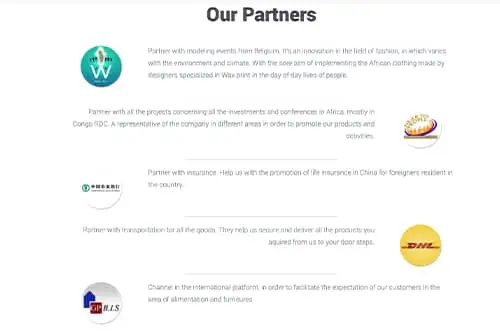 Our Partners
Partner with modeling events from Belgium. It's an innovation in the field of fashion, in which varies
with the environment and climate. With the sore aim of implementing the African clothing made by
designers specialized in Wax print in the day of day lives of people.
W
Partner with all the projects concerning all the investments and conferences in Africa, mostly in
Congo RDC. A representative of the company in different areas in order to promote our products and
activities.
Partner with insurance. Help us with the promotion of life insurance in China for foreigners resident in
the country.
Partner with transportation for all the goods. They help us secure and deliver all the products you
aquired from us to your door steps.
DHL
Channel in the international platform, in order to facilitate the expectation of our customers in the
area of alimentation and furnitures
GP B.I.S